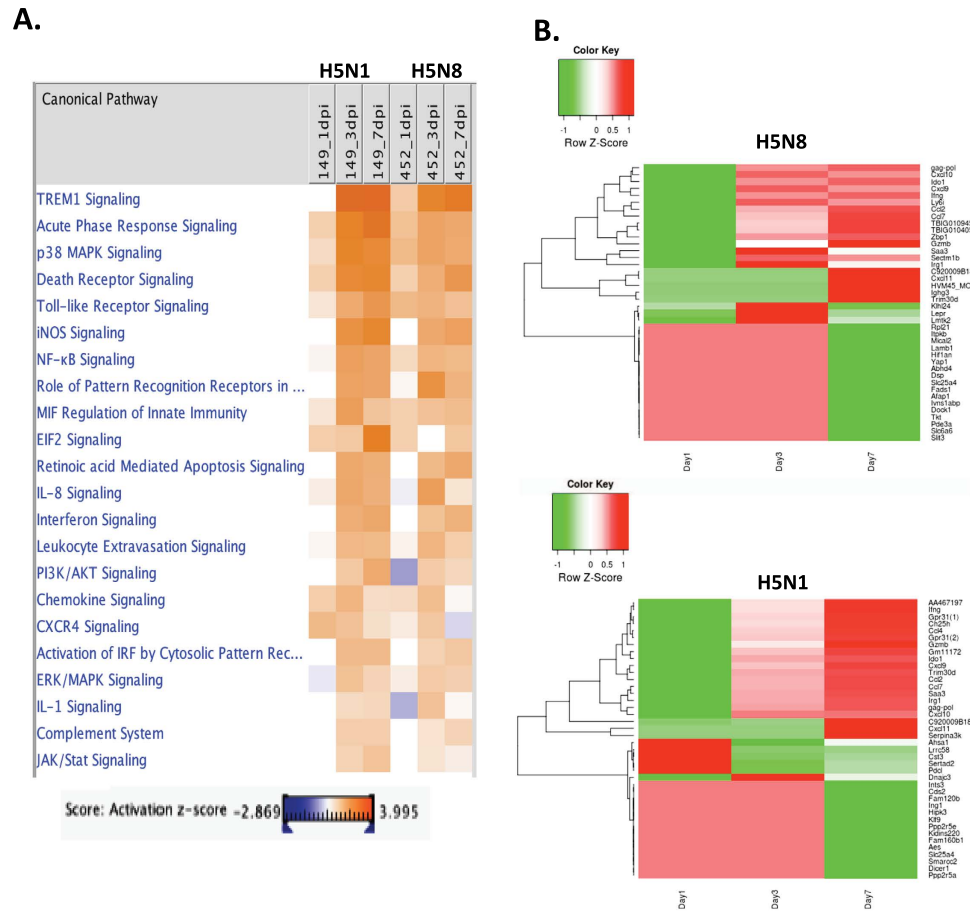 A.
H5N1 H5N8
Canonical Pathway
149_1dpi
149_3dpi
149_7dpi
452_1dpi
452_3dpi
452_7dpi
TREM1 Signaling
Acute Phase Response Signaling
p38 MAPK Signaling
Death Receptor Signaling
Toll-like Receptor Signaling
iNOS Signaling
NF-κB Signaling
Role of Pattern Recognition Receptors in ...
MIF Regulation of Innate Immunity
EIF2 Signaling
Retinoic acid Mediated Apoptosis Signaling
IL-8 Signaling
Interferon Signaling
Leukocyte Extravasation Signaling
PI3K/AKT Signaling
Chemokine Signaling
CXCR4 Signaling
Activation of IRF by Cytosolic Pattern Rec...
ERK/MAPK Signaling
IL-1 Signaling
Complement System
JAK/Stat Signaling
Score: Activation z-score -2.869 3.995
B.
Color Key
-1 0 0.5 1
Row Z-Score
H5N8
gag-pol
Cxcl10
Ido1
Cxcl9
Ifng
Ly6i
Ccl2
Ccl7
TBIG010945
TBIG010405
Zbp1
Gzmb
Saa3
Sectm1b
Irg1
C920009B18
Cxcl11
HVM45_MO
Ighg3
Trim30d
Klhl24
Lepr
Lmtk2
Rpl21
Itpkb
Mical2
Lamb1
Hif1an
Yap1
Abhd4
Dsp
Slc25a4
Fads1
Afap1
Ivns1abp
Dock1
Tkt
Pde3a
Slc6a6
Slit3
Day1 Day3 Day7
Color Key
-1 0 0.5 1
Row Z-Score
H5N1
AA467197
Ifng
Gpr31(1)
Ch25h
Ccl4
Gpr31(2)
Gzmb
Gm11172
Ido1
Cxcl9
Trim30d
Ccl2
Ccl7
Saa3
Irg1
gag-pol
Cxcl10
C920009B18
Cxcl11
Serpina3k
Ahsa1
Lrrc58
Cst3
Sertad2
Pdcl
Dnajc3
Ints3
Cds2
Fam120b
Ing1
Hipk3
Klf9
Ppp2r5e
Kidins220
Fam160b1
Aes
Slc25a4
Smarcc2
Dicer1
Ppp2r5a
Day1 Day3 Day7